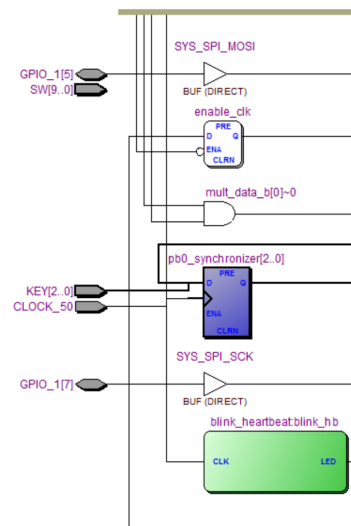 SYS_SPI_MOSI
GPIO_1[5]
SW[9..0]
BUF (DIRECT)
enable_clk
PRE
D Q
ENA
CLRN
mult_data_b[0]~0
pb0_synchronizer[2..0]
PRE
D Q
KEY[2..0]
CLOCK_50
ENA
CLRN
SYS_SPI_SCK
GPIO_1[7]
BUF (DIRECT)
blink_heartbeat:blink_hb
CLK LED